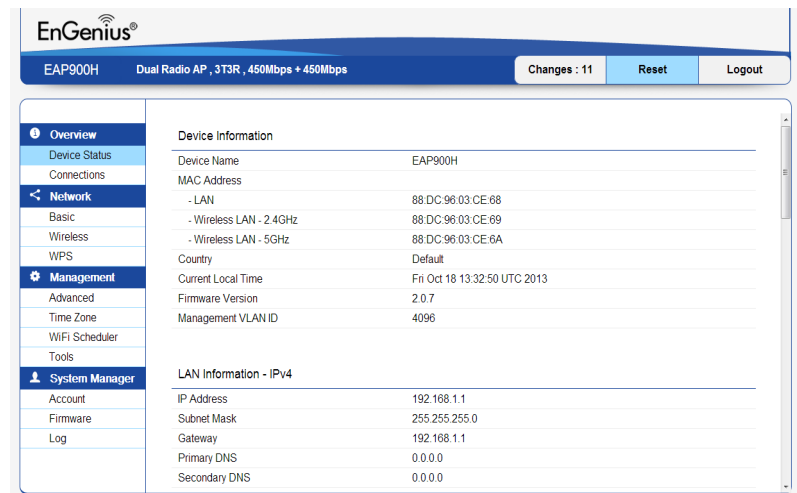 EnGenius®
EAP900H Dual Radio AP , 3T3R , 450Mbps + 450Mbps Changes : 11 Reset Logout
Overview
Device Status
Connections
Network
Basic
Wireless
WPS
Management
Advanced
Time Zone
WiFi Scheduler
Tools
System Manager
Account
Firmware
Log
Device Information
Device Name EAP900H
MAC Address
- LAN 88:DC:96:03:CE:68
- Wireless LAN - 2.4GHz 88:DC:96:03:CE:69
- Wireless LAN - 5GHz 88:DC:96:03:CE:6A
Country Default
Current Local Time Fri Oct 18 13:32:50 UTC 2013
Firmware Version 2.0.7
Management VLAN ID 4096
LAN Information - IPv4
IP Address 192.168.1.1
Subnet Mask 255.255.255.0
Gateway 192.168.1.1
Primary DNS 0.0.0.0
Secondary DNS 0.0.0.0